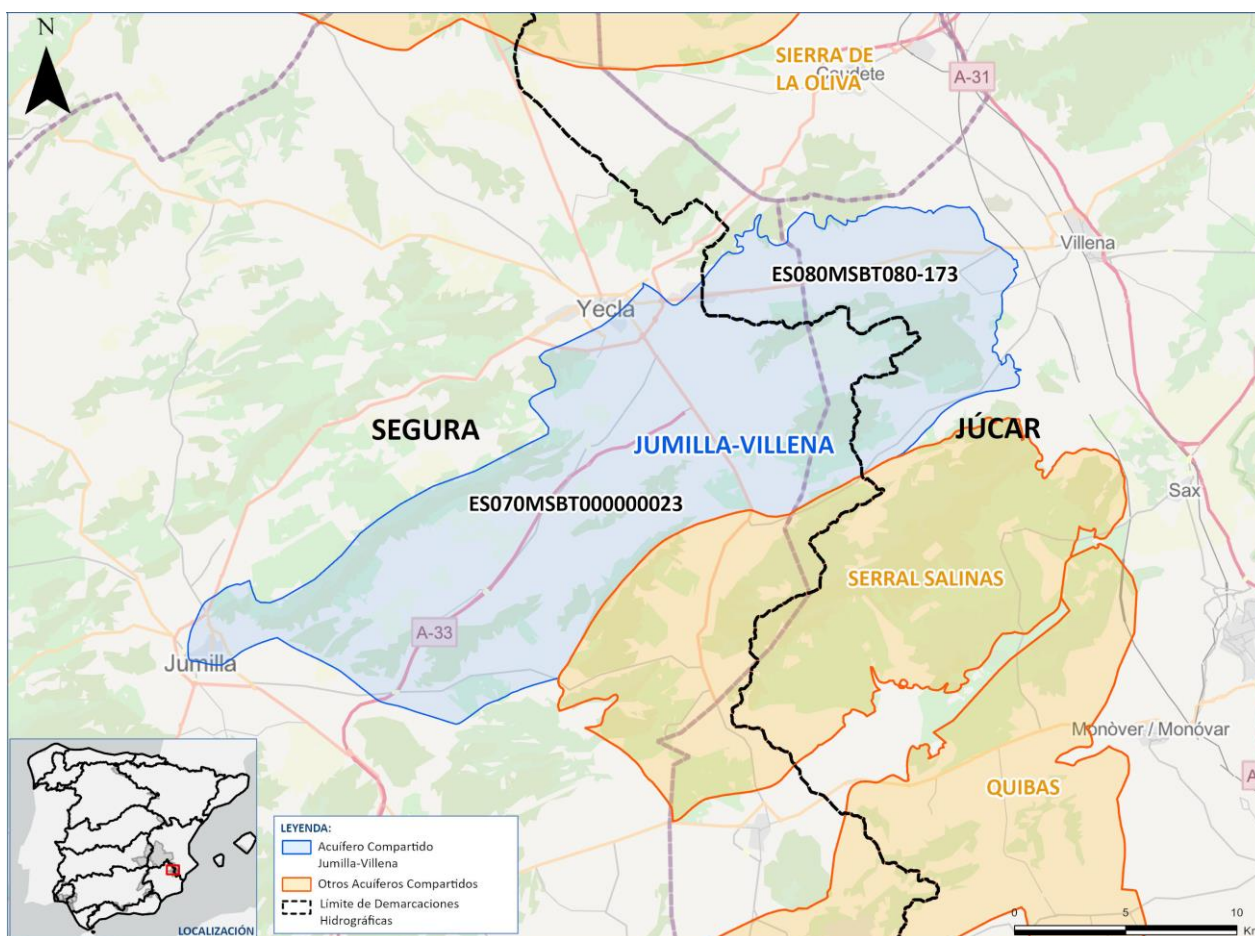 N
SIERRA DE
LA OLIVA
Caudete
A-31
ES080MSBT080-173
Villena
Yecla
SEGURA
JÚCAR
JUMILLA-VILLENA
ES070MSBT000000023
Sax
SERRAL SALINAS
A-33
Jumilla
Monòver / Monóvar
A
QUIBAS
LEYENDA:
Acuífero Compartido
Jumilla-Villena
Otros Acuíferos Compartidos
Límite de Demarcaciones
Hidrográficas
LOCALIZACIÓN
0 5 10